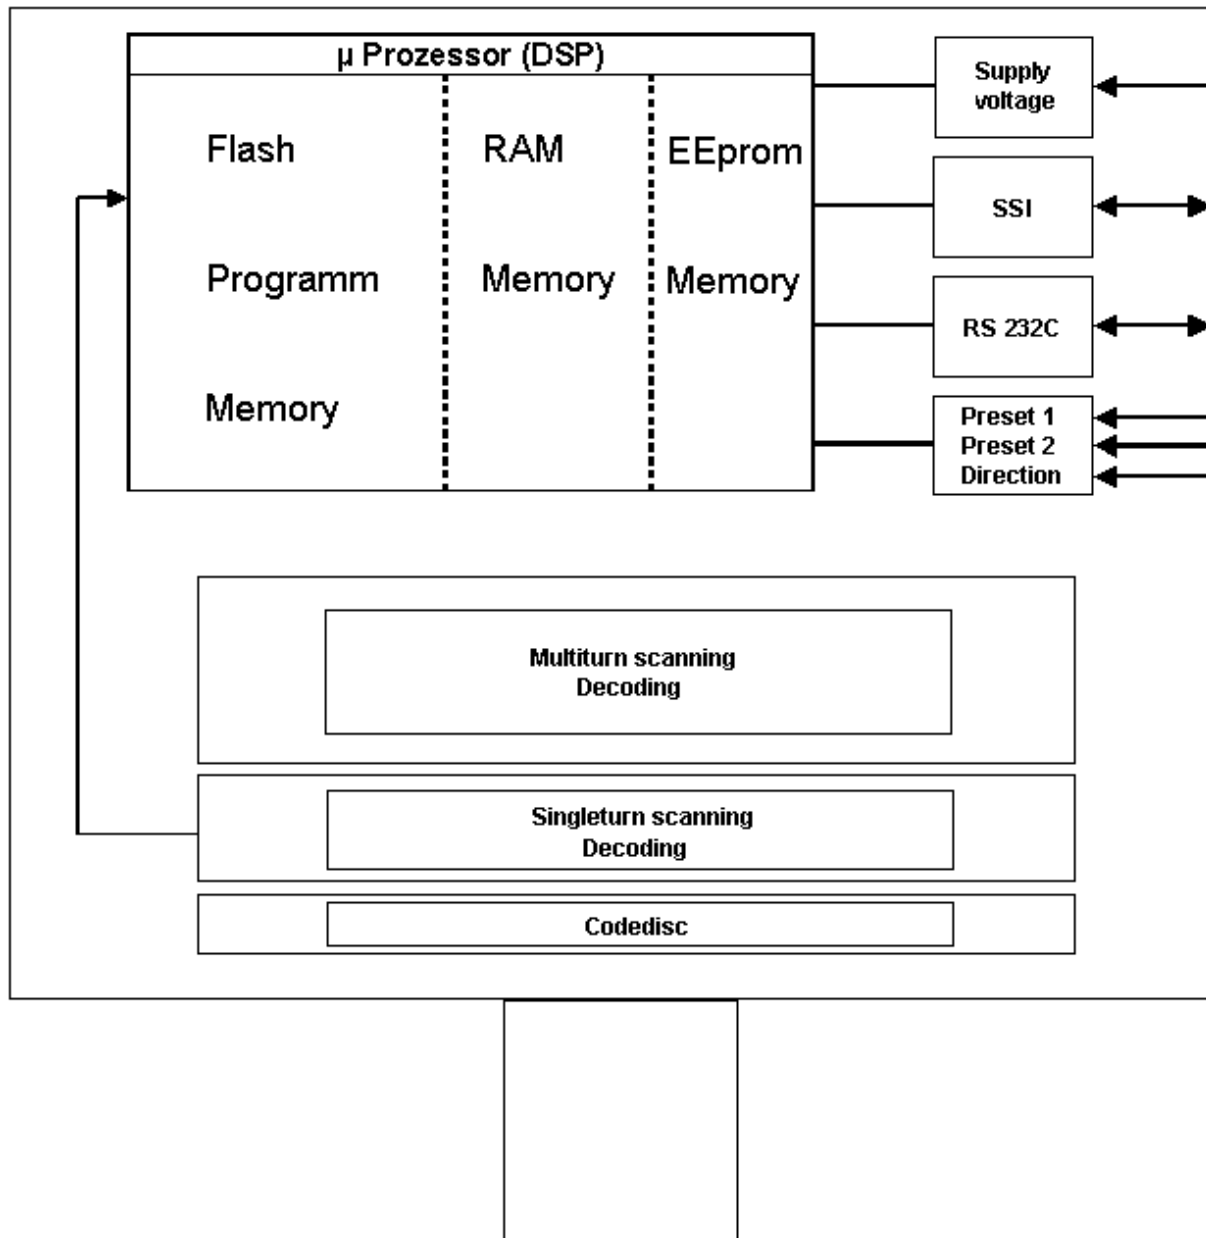 µ Prozessor (DSP)
Flash
Programm
Memory
RAM
Memory
EEprom
Memory
Supply
voltage
SSI
RS 232C
Preset 1
Preset 2
Direction
Multiturn scanning
Decoding
Singleturn scanning
Decoding
Codedisc